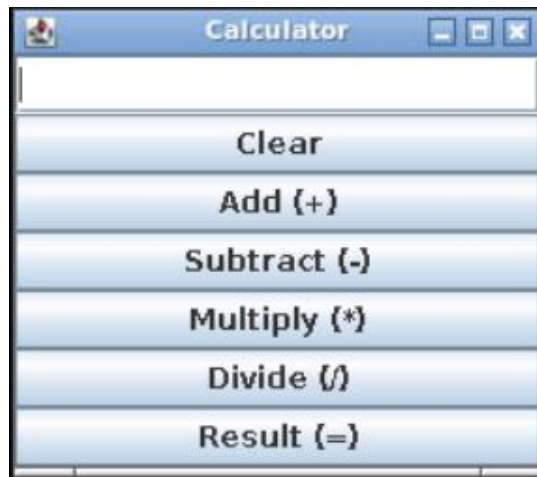 Calculator
Clear
Add (+)
Subtract (-)
Multiply (*)
Divide (/)
Result (=)